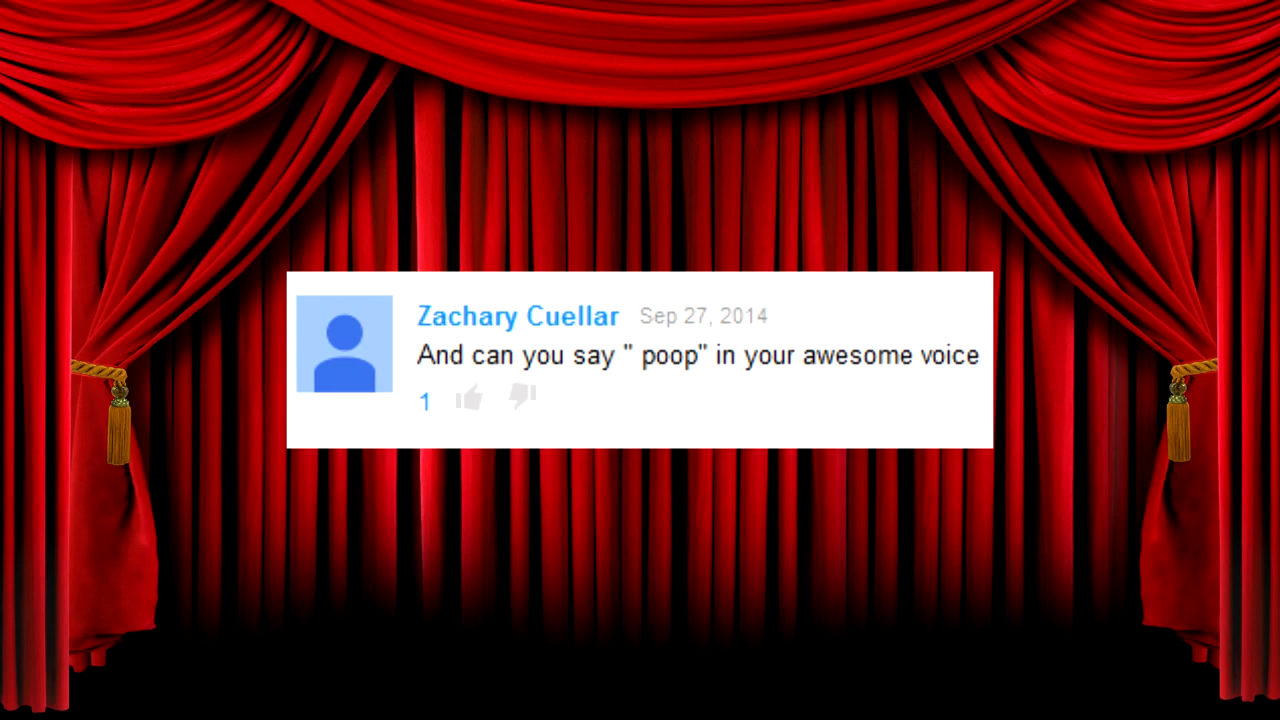 Zachary Cuellar Sep 27, 2014
And can you say " poop" in your awesome voice
1